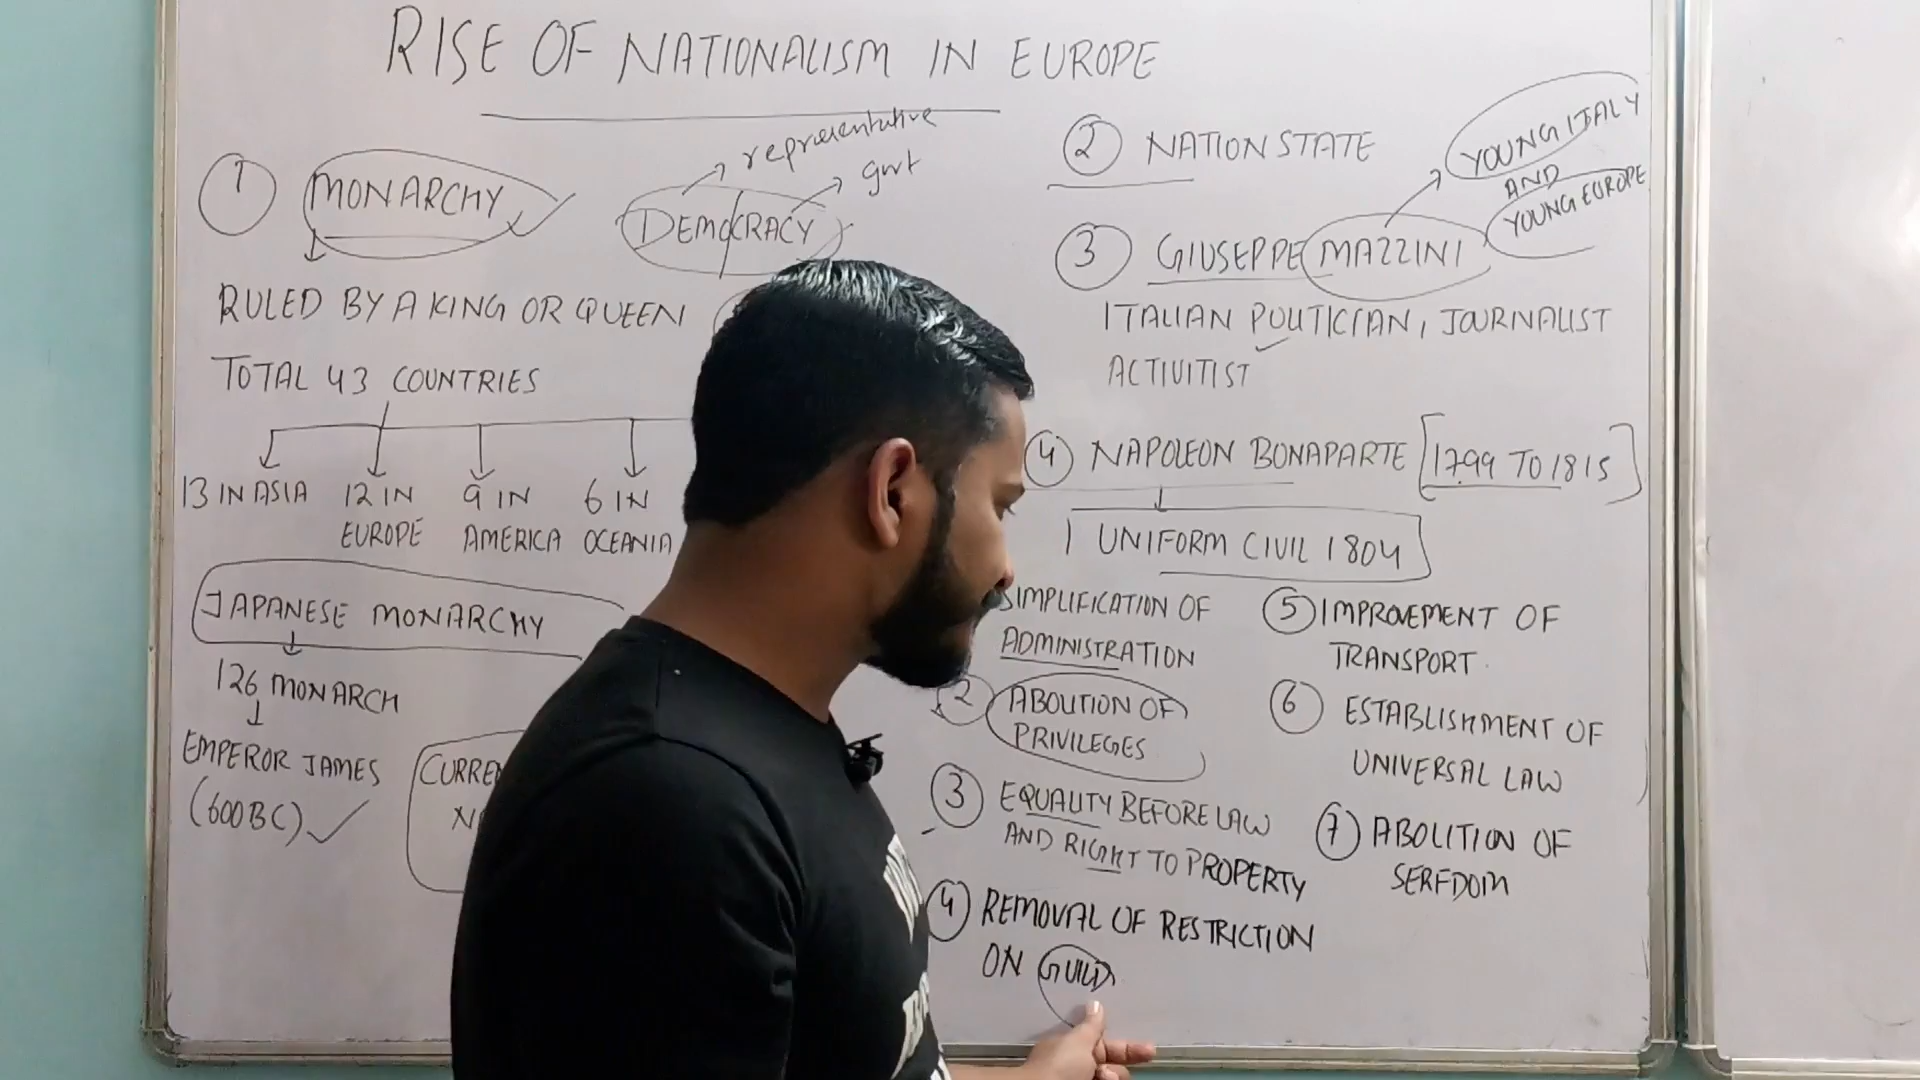 RISE OF NATIONALISM IN EUROPE
1 MONARCHY
DEMOCRACY
representative
gwt
RULED BY A KING OR QUEEN
TOTAL 43 COUNTRIES
13 IN ASIA
12 IN
EUROPE
9 IN
AMERICA
6 IN
OCEANIA
JAPANESE MONARCHY
126 MONARCH
EMPEROR JAMES
(600BC)
2 NATION STATE
3 GIUSEPPE MAZZINI
YOUNG ITALY
AND
YOUNG EUROPE
ITALIAN POLITICIAN, JOURNALIST
ACTIVITIST
4 NAPOLEON BONAPARTE [1799 TO 1815]
UNIFORM CIVIL 1804
SIMPLIFICATION OF
ADMINISTRATION
2 ABOLITION OF
PRIVILEGES
3 EQUALITY BEFORE LAW
AND RIGHT TO PROPERTY
4 REMOVAL OF RESTRICTION
ON GUILD
5 IMPROVEMENT OF
TRANSPORT.
6 ESTABLISHMENT OF
UNIVERSAL LAW
7 ABOLITION OF
SERFDOM